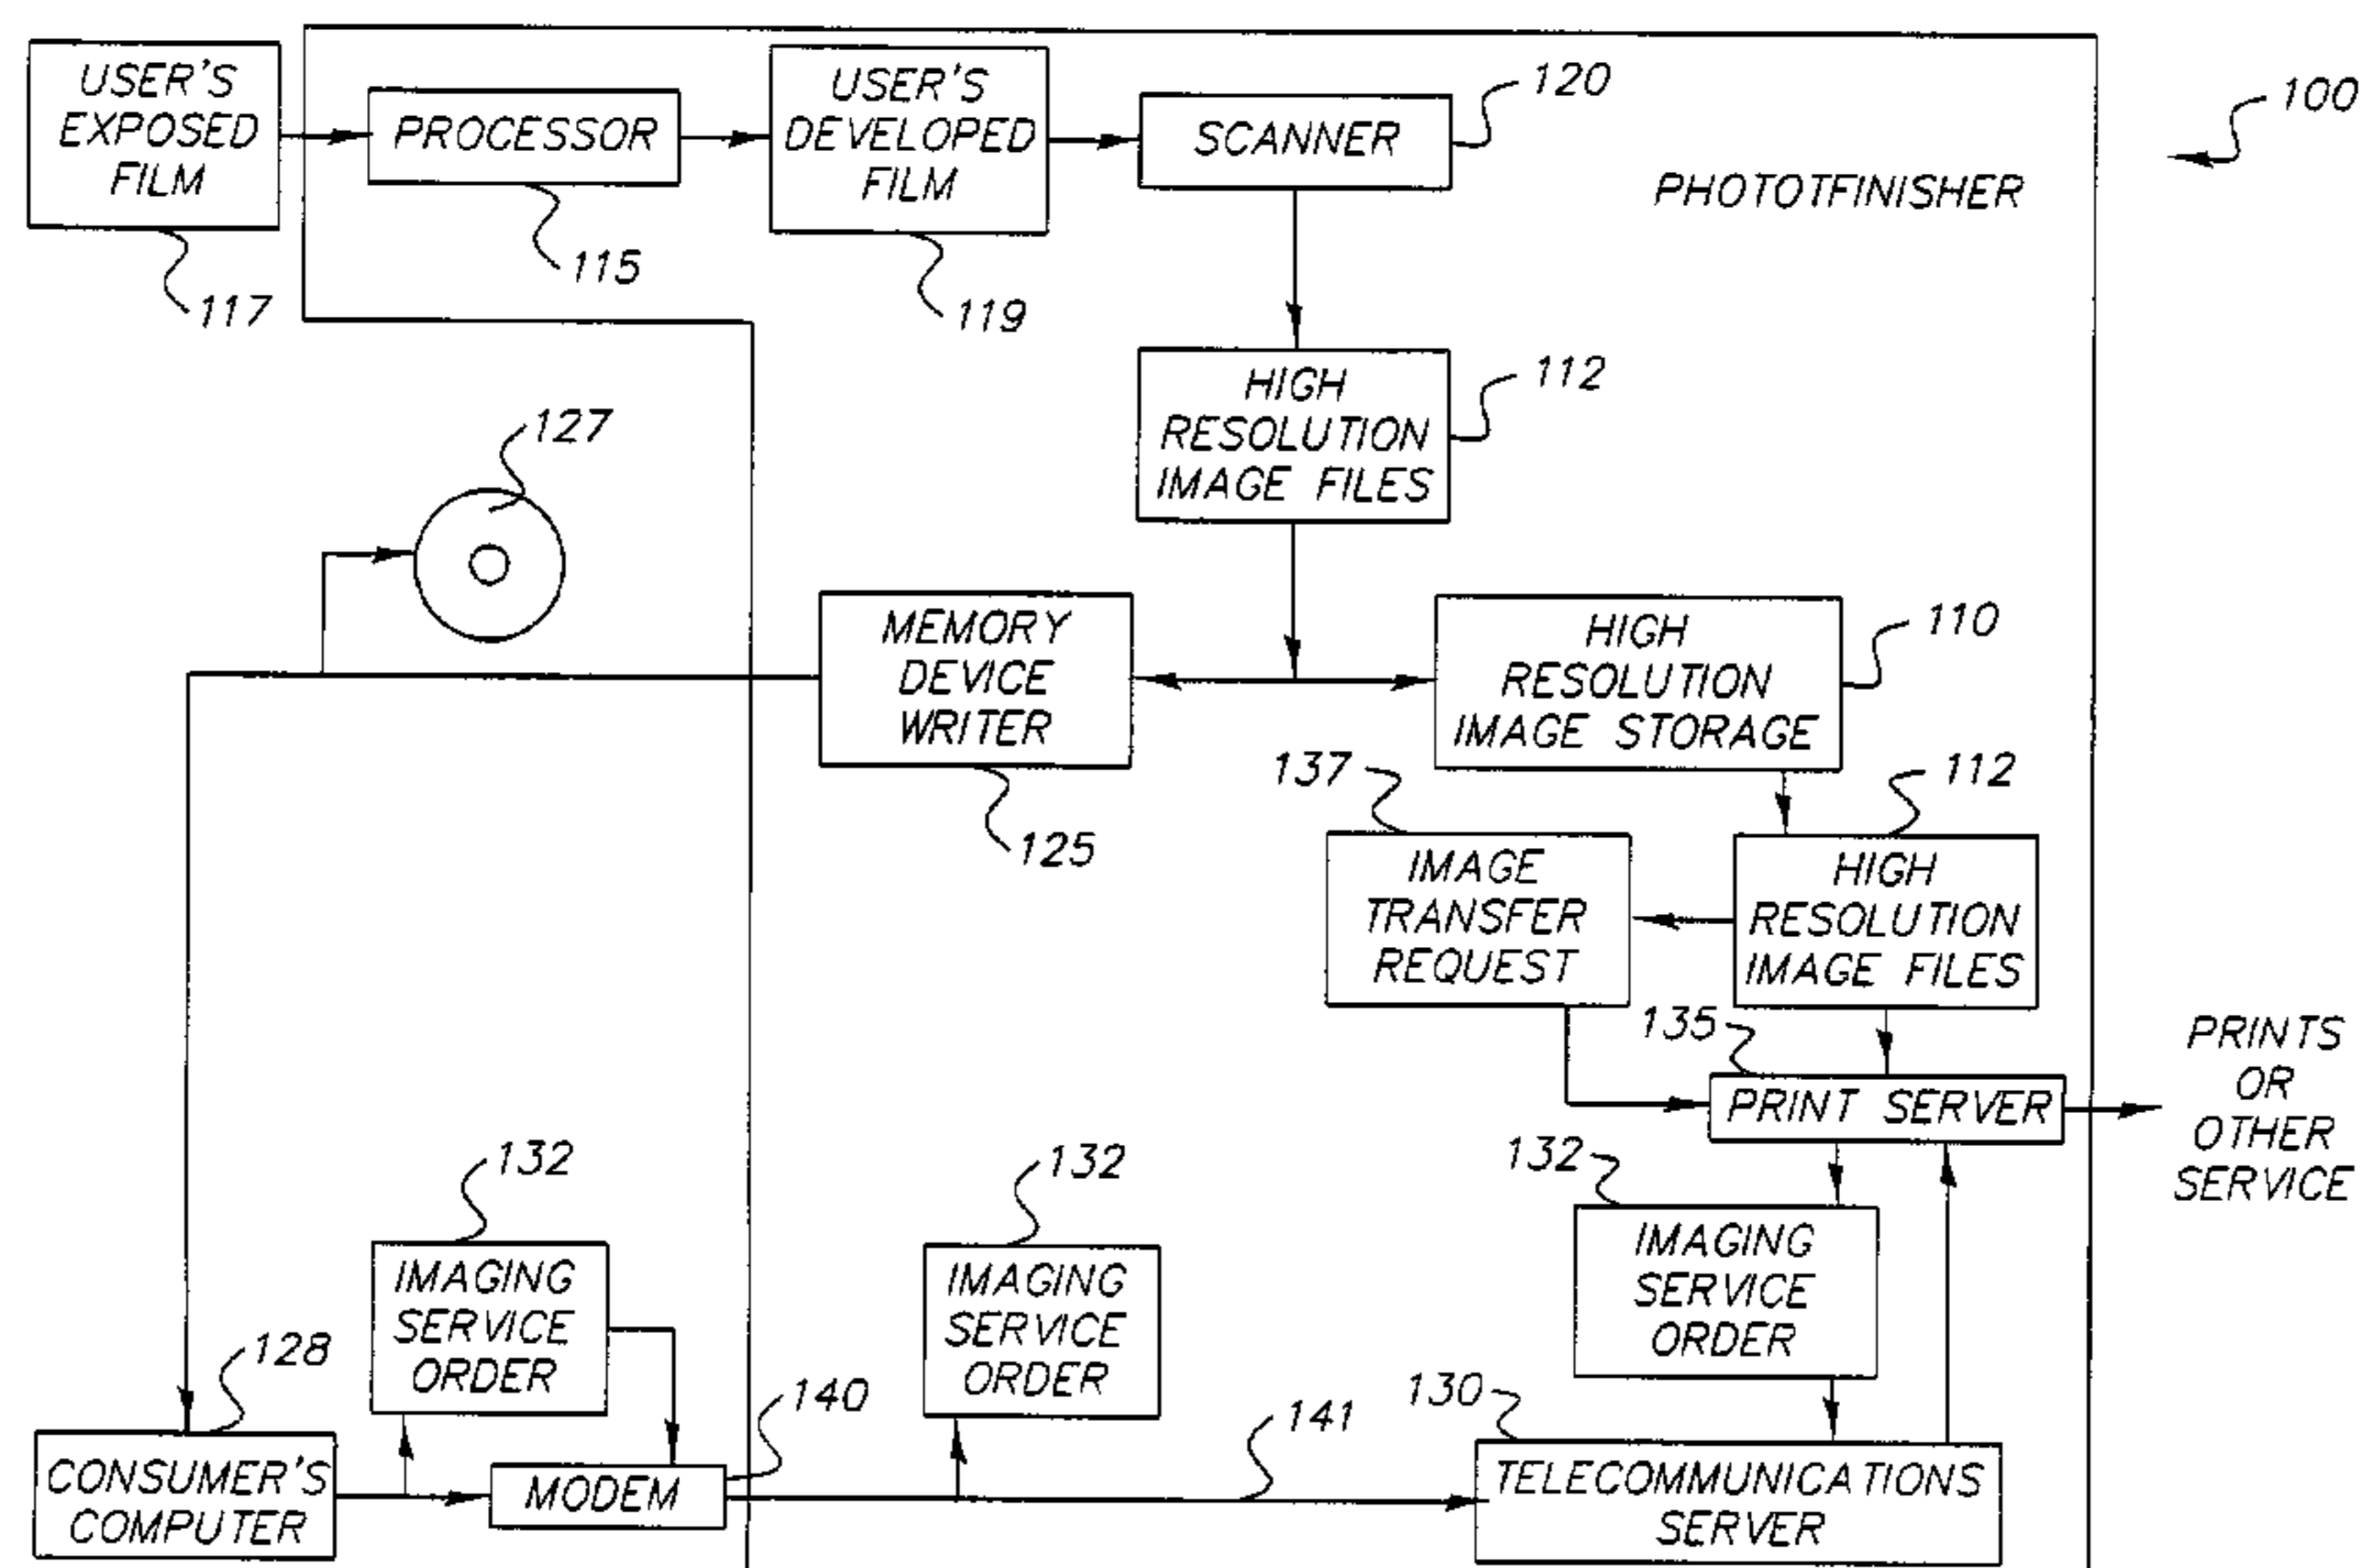 USER'S
EXPOSED
FILM
117
PROCESSOR
115
USER'S
DEVELOPED
FILM
119
SCANNER
120
PHOTOTFINISHER
100
HIGH
RESOLUTION
IMAGE FILES
112
127
MEMORY
DEVICE
WRITER
125
HIGH
RESOLUTION
IMAGE STORAGE
110
137
IMAGE
TRANSFER
REQUEST
112
HIGH
RESOLUTION
IMAGE FILES
135
PRINT SERVER
PRINTS
OR
OTHER
SERVICE
132
IMAGING
SERVICE
ORDER
132
IMAGING
SERVICE
ORDER
132
IMAGING
SERVICE
ORDER
128
CONSUMER'S
COMPUTER
MODEM
140
141
130
TELECOMMUNICATIONS
SERVER